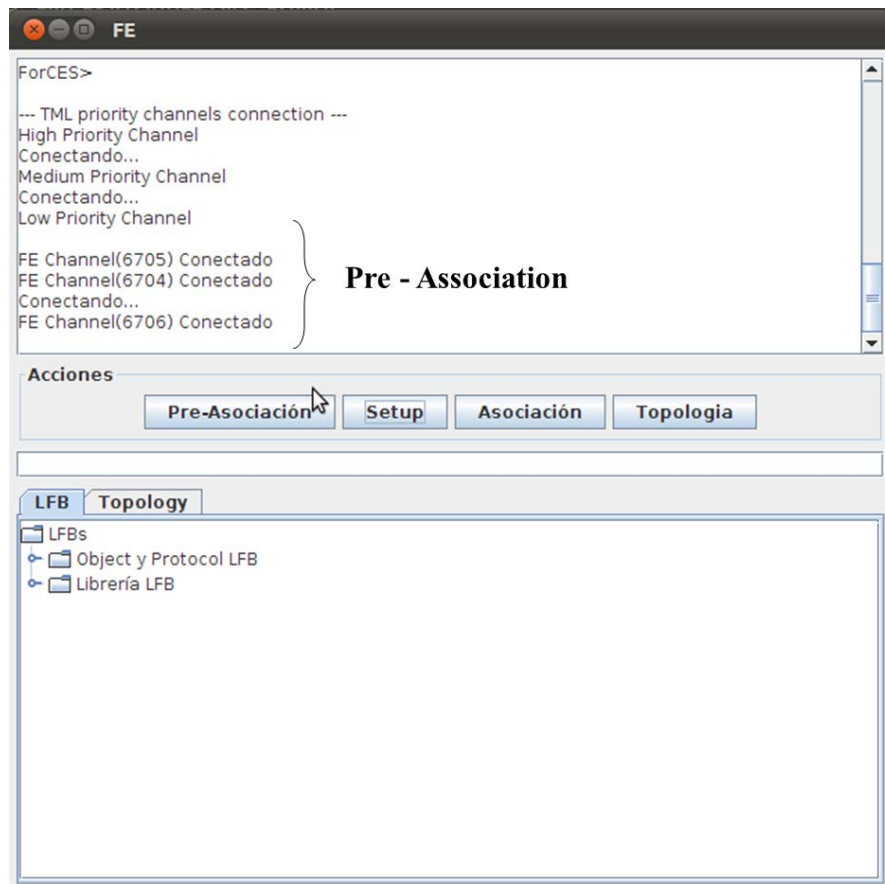 FE
ForCES>
--- TML priority channels connection ---
High Priority Channel
Conectando...
Medium Priority Channel
Conectando...
Low Priority Channel
FE Channel(6705) Conectado
FE Channel(6704) Conectado
Conectando...
FE Channel(6706) Conectado
Pre - Association
Acciones
Pre-Asociación
Setup
Asociación
Topologia
LFB
Topology
LFBs
Object y Protocol LFB
Librería LFB